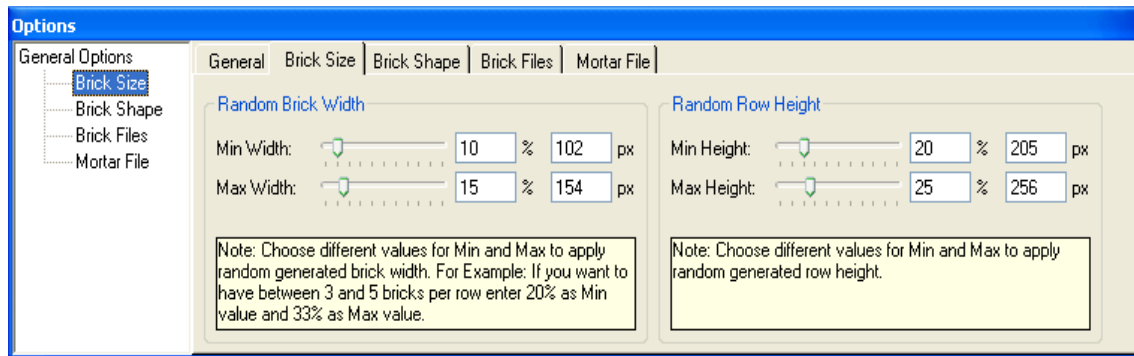 Options
General Options
Brick Size
Brick Shape
Brick Files
Mortar File
General Brick Size Brick Shape Brick Files Mortar File
Random Brick Width
Min Width: 10 % 102 px
Max Width: 15 % 154 px
Note: Choose different values for Min and Max to apply
random generated brick width. For Example: If you want to
have between 3 and 5 bricks per row enter 20% as Min
value and 33% as Max value.
Random Row Height
Min Height: 20 % 205 px
Max Height: 25 % 256 px
Note: Choose different values for Min and Max to apply
random generated row height.